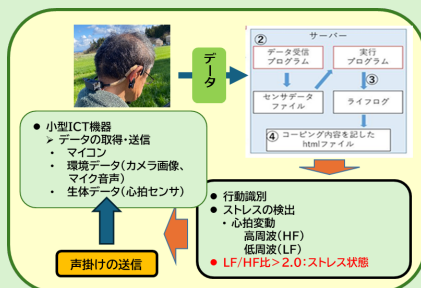 サーバー
②
データ受信
プログラム
実行
プログラム
③
データ
センサデータ
ファイル
ライフログ
④ コーピング内容を記した
htmlファイル
● 小型ICT機器
➢ データの取得・送信
・ マイコン
・ 環境データ(カメラ画像、
マイク音声)
・ 生体データ(心拍センサ)
● 行動識別
● ストレスの検出
・心拍変動
高周波(HF)
低周波(LF)
● LF/HF比>2.0:ストレス状態
声掛けの送信